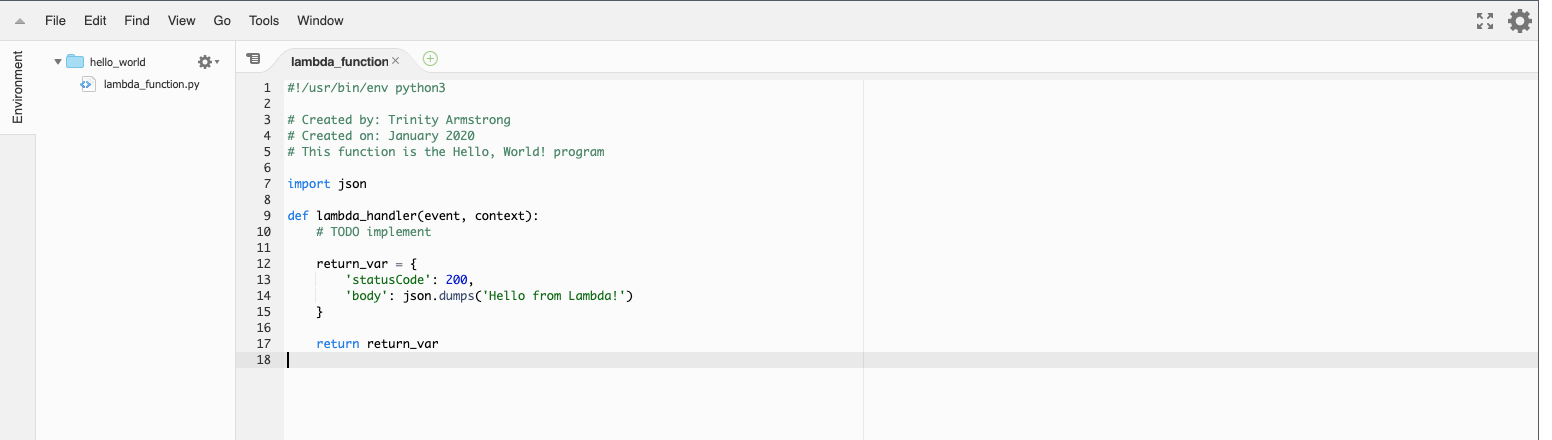 File Edit Find View Go Tools Window
Environment
hello_world
lambda_function.py
lambda_function
1 #!/usr/bin/env python3
2
3 # Created by: Trinity Armstrong
4 # Created on: January 2020
5 # This function is the Hello, World! program
6
7 import json
8
9 def lambda_handler(event, context):
10 # TODO implement
11
12 return_var = {
13 'statusCode': 200,
14 'body': json.dumps('Hello from Lambda!')
15 }
16
17 return return_var
18